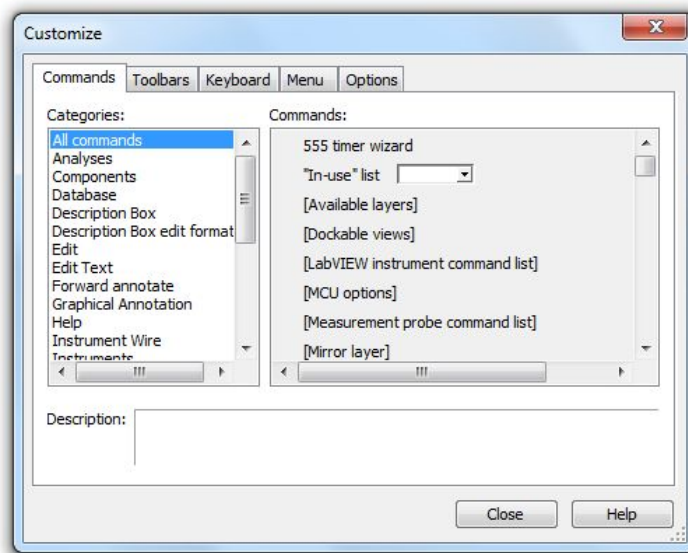 Customize
Commands Toolbars Keyboard Menu Options
Categories:
All commands
Analyses
Components
Database
Description Box
Description Box edit format
Edit
Edit Text
Forward annotate
Graphical Annotation
Help
Instrument Wire
Instruments
Commands:
555 timer wizard
"In-use" list
[Available layers]
[Dockable views]
[LabVIEW instrument command list]
[MCU options]
[Measurement probe command list]
[Mirror layer]
Description:
Close Help